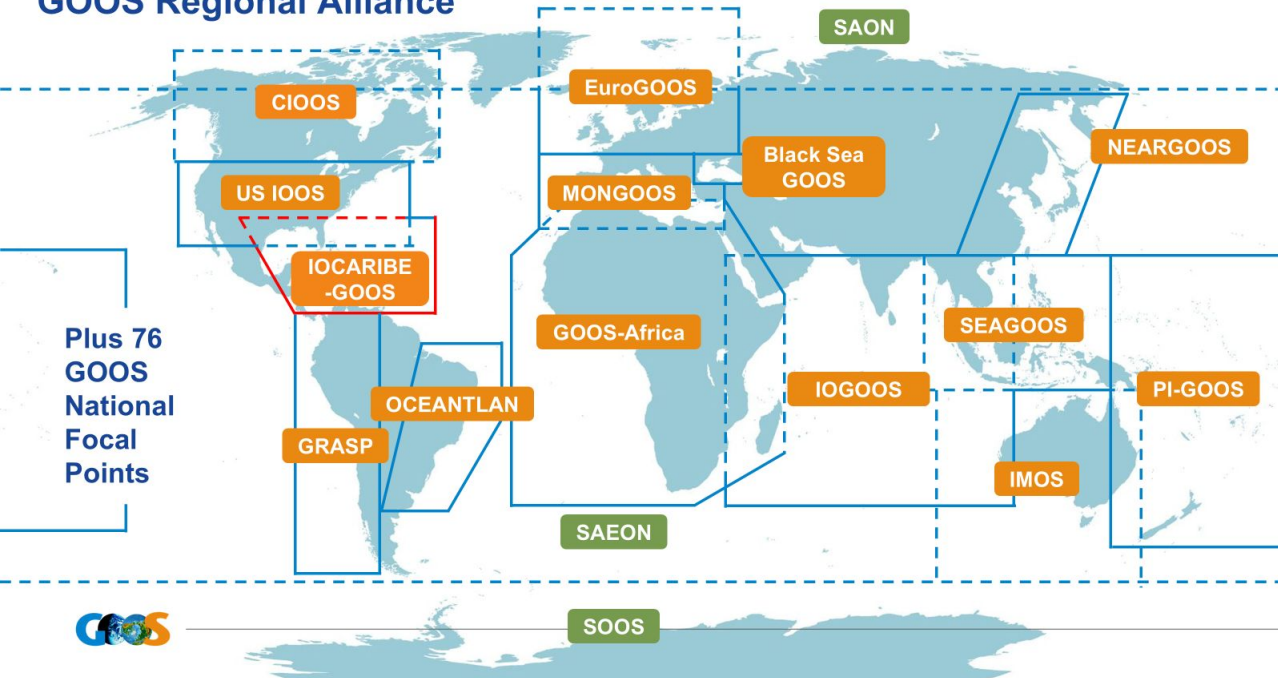 GOOS Regional Alliance
SAON
EuroGOOS
CIOOS
NEARGOOS
Black Sea
GOOS
US IOOS
MONGOOS
IOCARIBE
-GOOS
SEAGOOS
GOOS-Africa
Plus 76
GOOS
National
Focal
Points
IOGOOS
PI-GOOS
OCEANTLAN
GRASP
IMOS
SAEON
GOOS
SOOS